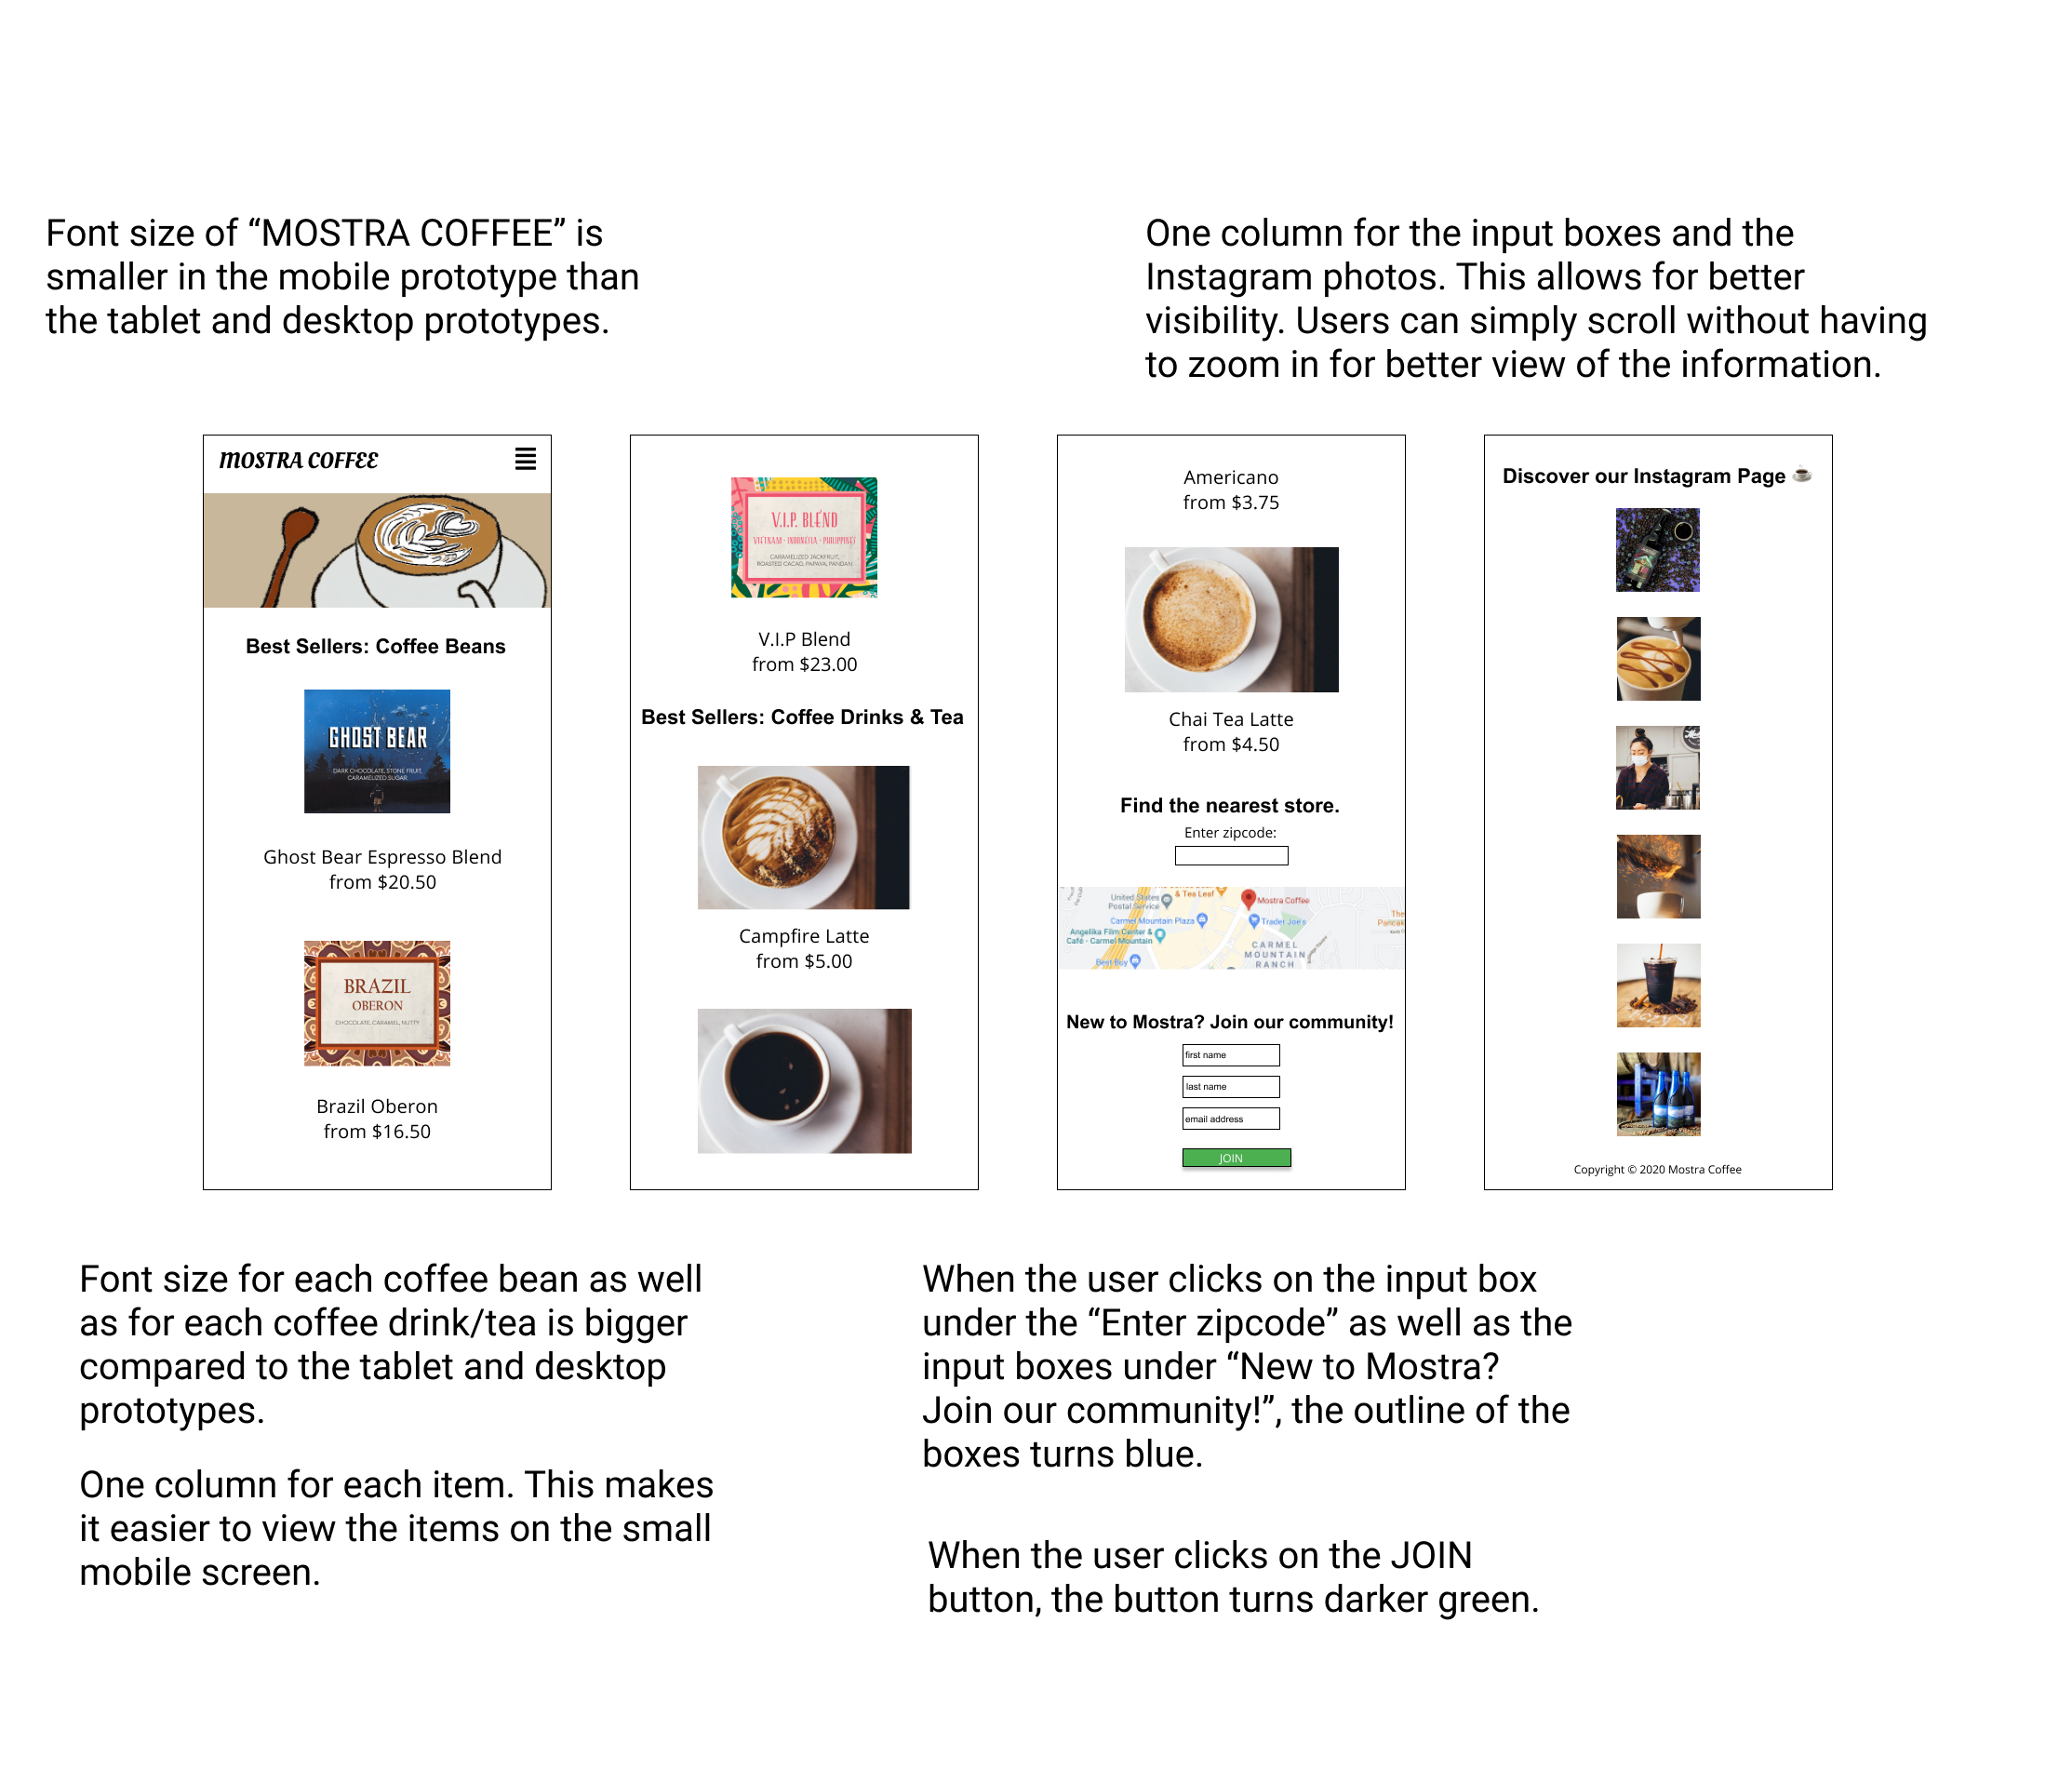 Font size of “MOSTRA COFFEE” is
smaller in the mobile prototype than
the tablet and desktop prototypes.
One column for the input boxes and the
Instagram photos. This allows for better
visibility. Users can simply scroll without having
to zoom in for better view of the information.
MOSTRA COFFEE
Best Sellers: Coffee Beans
GHOST BEAR
DARK CHOCOLATE, STONE FRUIT,
CARAMELIZED SUGAR
Ghost Bear Espresso Blend
from $20.50
BRAZIL
OBERON
CHOCOLATE, CARAMEL, NUTTY
Brazil Oberon
from $16.50
V.I.P. BLEND
VIETNAM - INDONESIA - PHILIPPINES
CARAMELIZED JACKFRUIT,
ROASTED CACAO, PAPAYA, PANDAN
V.I.P Blend
from $23.00
Best Sellers: Coffee Drinks & Tea
Campfire Latte
from $5.00
Americano
from $3.75
Chai Tea Latte
from $4.50
Find the nearest store.
Enter zipcode:
& Tea Leaf
United States
Postal Service
Mostra Coffee
Carmel Mountain Plaza
Trader Joe's
The
Pancak
Angelika Film Center &
Café - Carmel Mountain
CARMEL
MOUNTAIN
RANCH
Best Buy
New to Mostra? Join our community!
first name
last name
email address
JOIN
Discover our Instagram Page
Copyright © 2020 Mostra Coffee
Font size for each coffee bean as well
as for each coffee drink/tea is bigger
compared to the tablet and desktop
prototypes.
One column for each item. This makes
it easier to view the items on the small
mobile screen.
When the user clicks on the input box
under the “Enter zipcode” as well as the
input boxes under “New to Mostra?
Join our community!”, the outline of the
boxes turns blue.
When the user clicks on the JOIN
button, the button turns darker green.